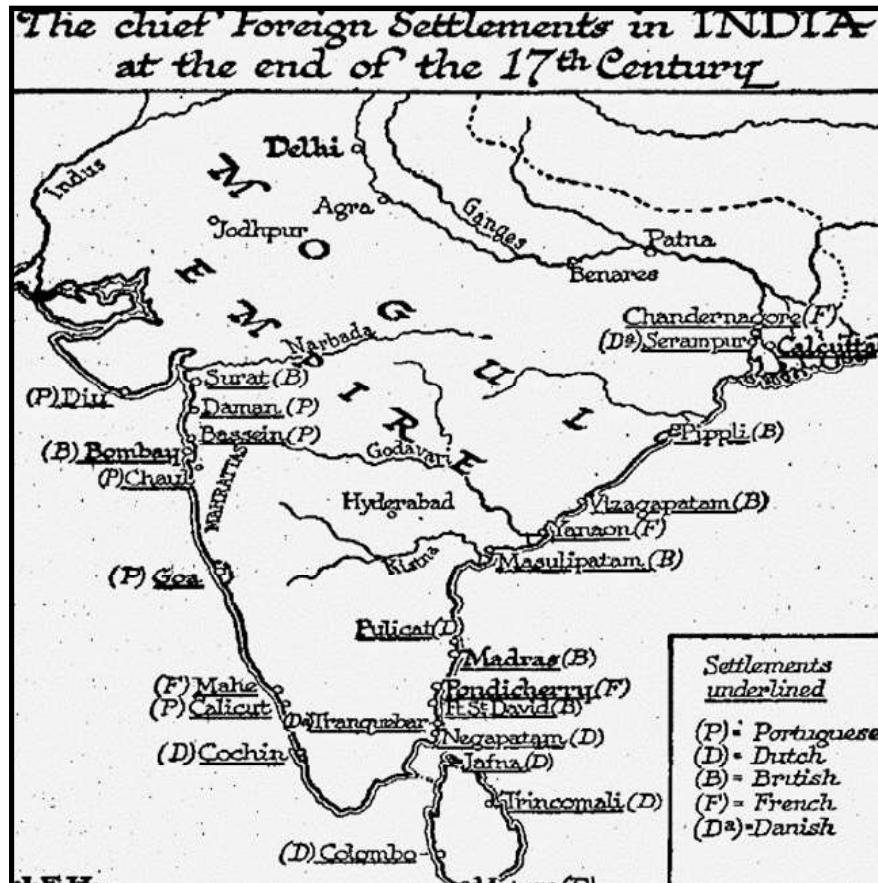 The chief Foreign Settlements in INDIA
at the end of the 17th Century
Indus
Delhi
Agra
Jodhpur
Ganges
Patna
Benares
MOGUL
EMPIRE
Chandernagore (F)
(Da) Serampur
Calcutta
Narbada
Surat (B)
(P) Diu
Daman (P)
Bassein (P)
(B) Bombay
(P) Chaul
MAHRATTAS
Godavari
Pippli (B)
Hyderabad
Vizagapatam (B)
Yanaon (F)
Kistna
Masulipatam (B)
(P) Goa
Pulicat (D)
Madras (B)
(F) Mahe
Pondicherry (F)
(P) Calicut
Ft St David (B)
(Da) Tranquebar
Negapatam (D)
(D) Cochin
Jafna (D)
Trincomali (D)
(D) Colombo
Settlements
underlined
(P) = Portuguese
(D) = Dutch
(B) = British
(F) = French
(Da) = Danish